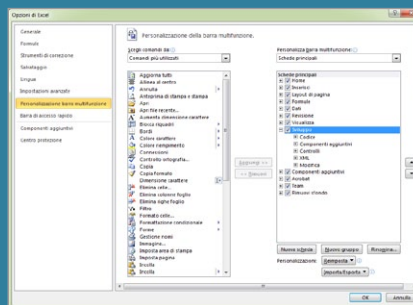 Opzioni di Excel
Generale
Formule
Strumenti di correzione
Salvataggio
Lingua
Impostazioni avanzate
Personalizzazione barra multifunzione
Barra di accesso rapido
Componenti aggiuntivi
Centro protezione
Personalizzazione della barra multifunzione.
Scegli comandi da:
Comandi più utilizzati
Aggiorna tutti
Allinea al centro
Annulla
Anteprima di stampa e stampa
Apri
Apri file recente...
Aumenta dimensione carattere
Blocca riquadri
Bordi
Colore carattere
Colore riempimento
Connessioni
Controllo ortografia...
Copia
Copia formato
Dimensione carattere
Elimina celle...
Elimina colonne foglio
Elimina righe foglio
Filtro
Formato celle...
Formattazione condizionale
Forme
Gestione nomi
Immagine...
Imposta area di stampa
Imposta pagina
Incolla
Incolla
Aggiungi >>
<< Rimuovi
Personalizza barra multifunzione:
Schede principali
Schede principali
Home
Inserisci
Layout di pagina
Formule
Dati
Revisione
Visualizza
Sviluppo
Codice
Componenti aggiuntivi
Controlli
XML
Modifica
Componenti aggiuntivi
Acrobat
Team
Rimuovi sfondo
Nuova scheda
Nuovo gruppo
Rinomina...
Personalizzazioni:
Reimposta
Importa/Esporta
OK
Annulla